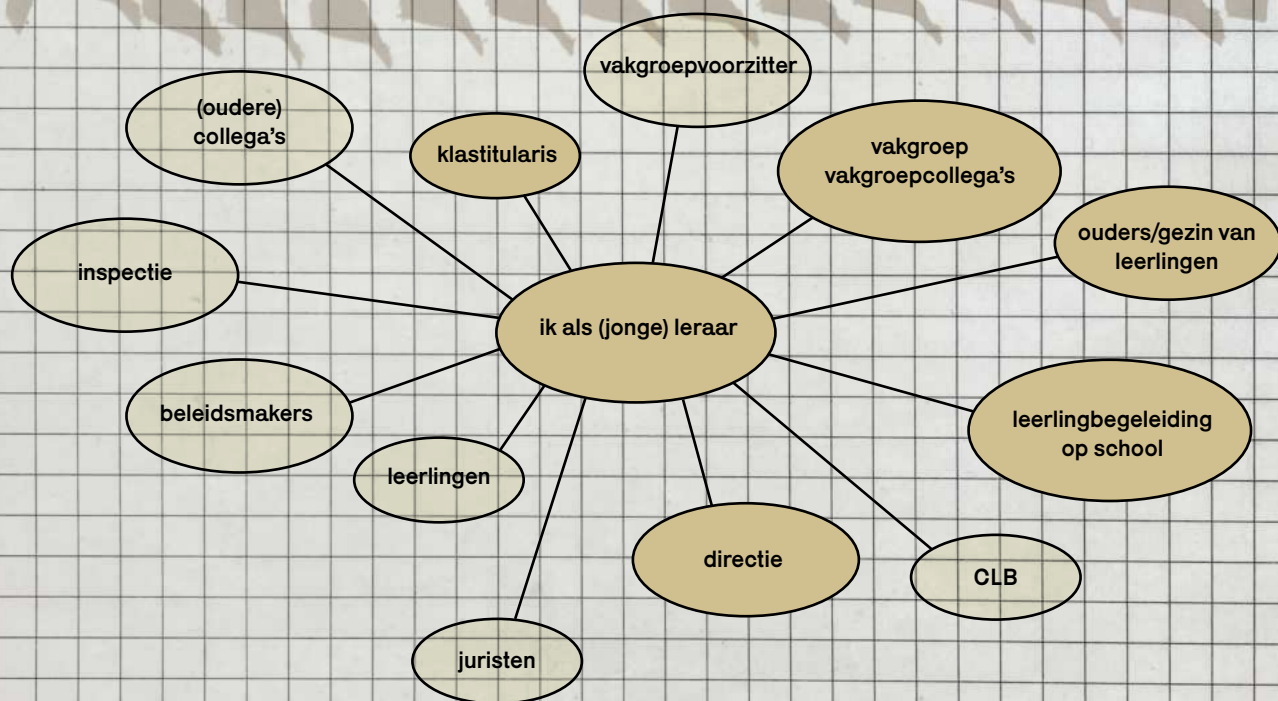 vakgroepvoorzitter
(oudere)
collega's
klastitularis
vakgroep
vakgroepcollega's
ouders/gezin van
leerlingen
inspectie
ik als (jonge) leraar
beleidsmakers
leerlingbegeleiding
op school
leerlingen
directie
CLB
juristen